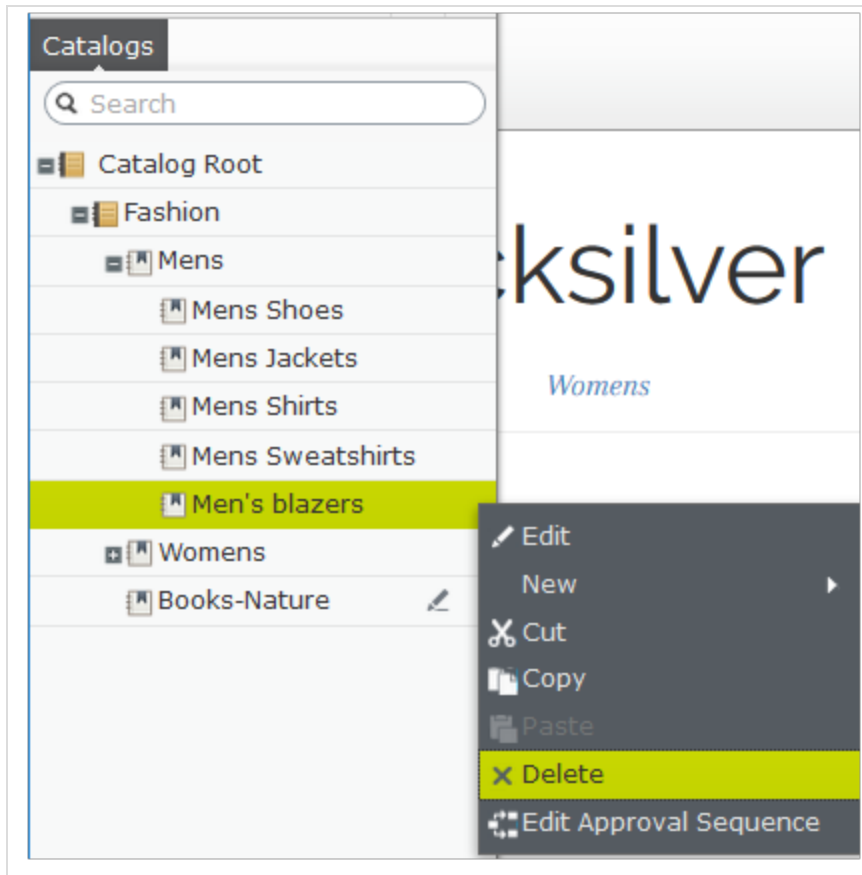 Catalogs
Search
Catalog Root
Fashion
Mens
Mens Shoes
Mens Jackets
Mens Shirts
Mens Sweatshirts
Men's blazers
Womens
Books-Nature
cksilver
Womens
Edit
New
Cut
Copy
Paste
Delete
Edit Approval Sequence